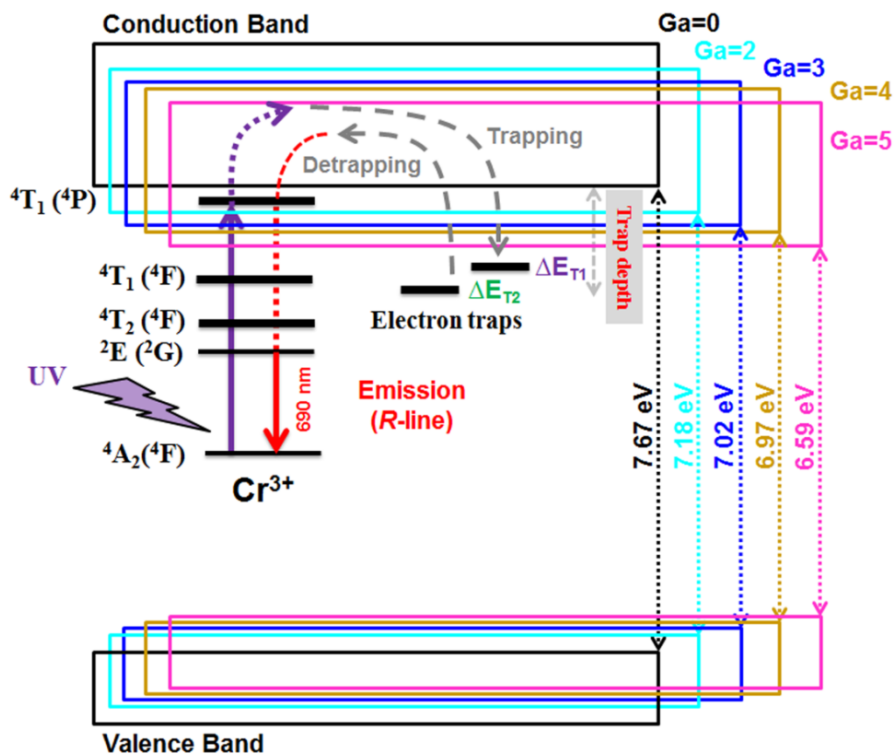 Conduction Band
Ga=0
Ga=2
Ga=3
Ga=4
Ga=5
Trapping
Detrapping
⁴T₁ (⁴P)
Trap depth
ΔE_T1
⁴T₁ (⁴F)
ΔE_T2
Electron traps
⁴T₂ (⁴F)
²E (²G)
UV
690 nm
Emission
(R-line)
7.67 eV
7.18 eV
7.02 eV
6.97 eV
6.59 eV
⁴A₂(⁴F)
Cr³⁺
Valence Band